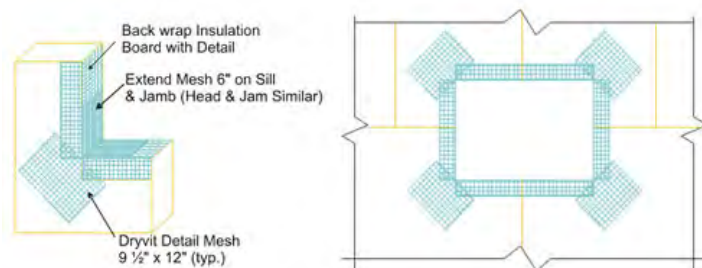 Back wrap Insulation
Board with Detail
Extend Mesh 6" on Sill
& Jamb (Head & Jam Similar)
Dryvit Detail Mesh
9 ½" x 12" (typ.)